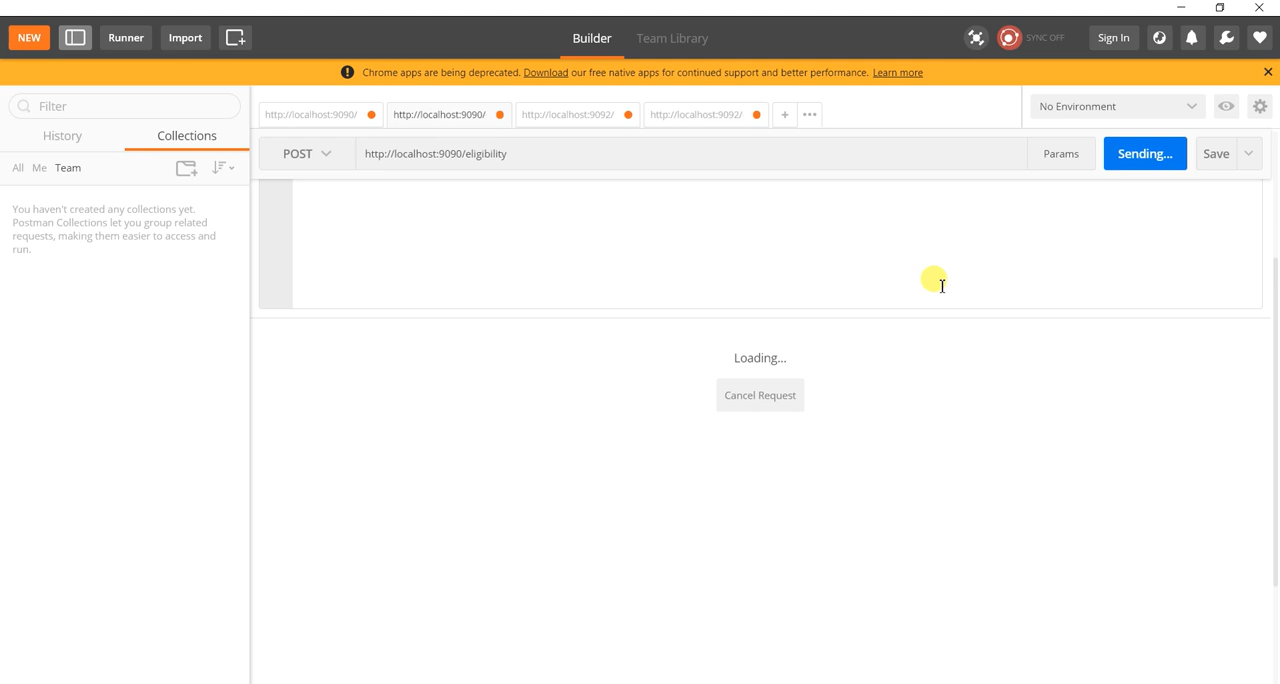 NEW
Runner
Import
Builder
Team Library
SYNC OFF
Sign In
Chrome apps are being deprecated. Download our free native apps for continued support and better performance. Learn more
Filter
History
Collections
All Me Team
You haven't created any collections yet.
Postman Collections let you group related
requests, making them easier to access and
run.
http://localhost:9090/
http://localhost:9090/
http://localhost:9092/
http://localhost:9092/
No Environment
POST
http://localhost:9090/eligibility
Params
Sending...
Save
Loading...
Cancel Request